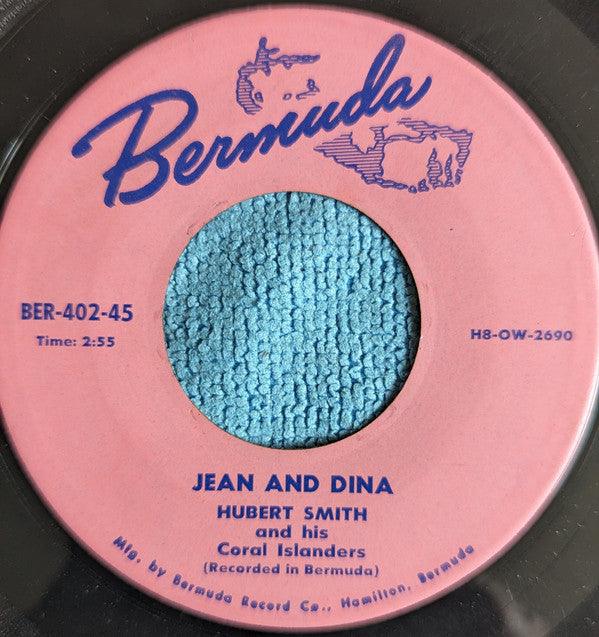 Bermuda
BER-402-45
Time: 2:55
H8-OW-2690
JEAN AND DINA
HUBERT SMITH
and his
Coral Islanders
(Recorded in Bermuda)
Mfg. by Bermuda Record Co., Hamilton, Bermuda